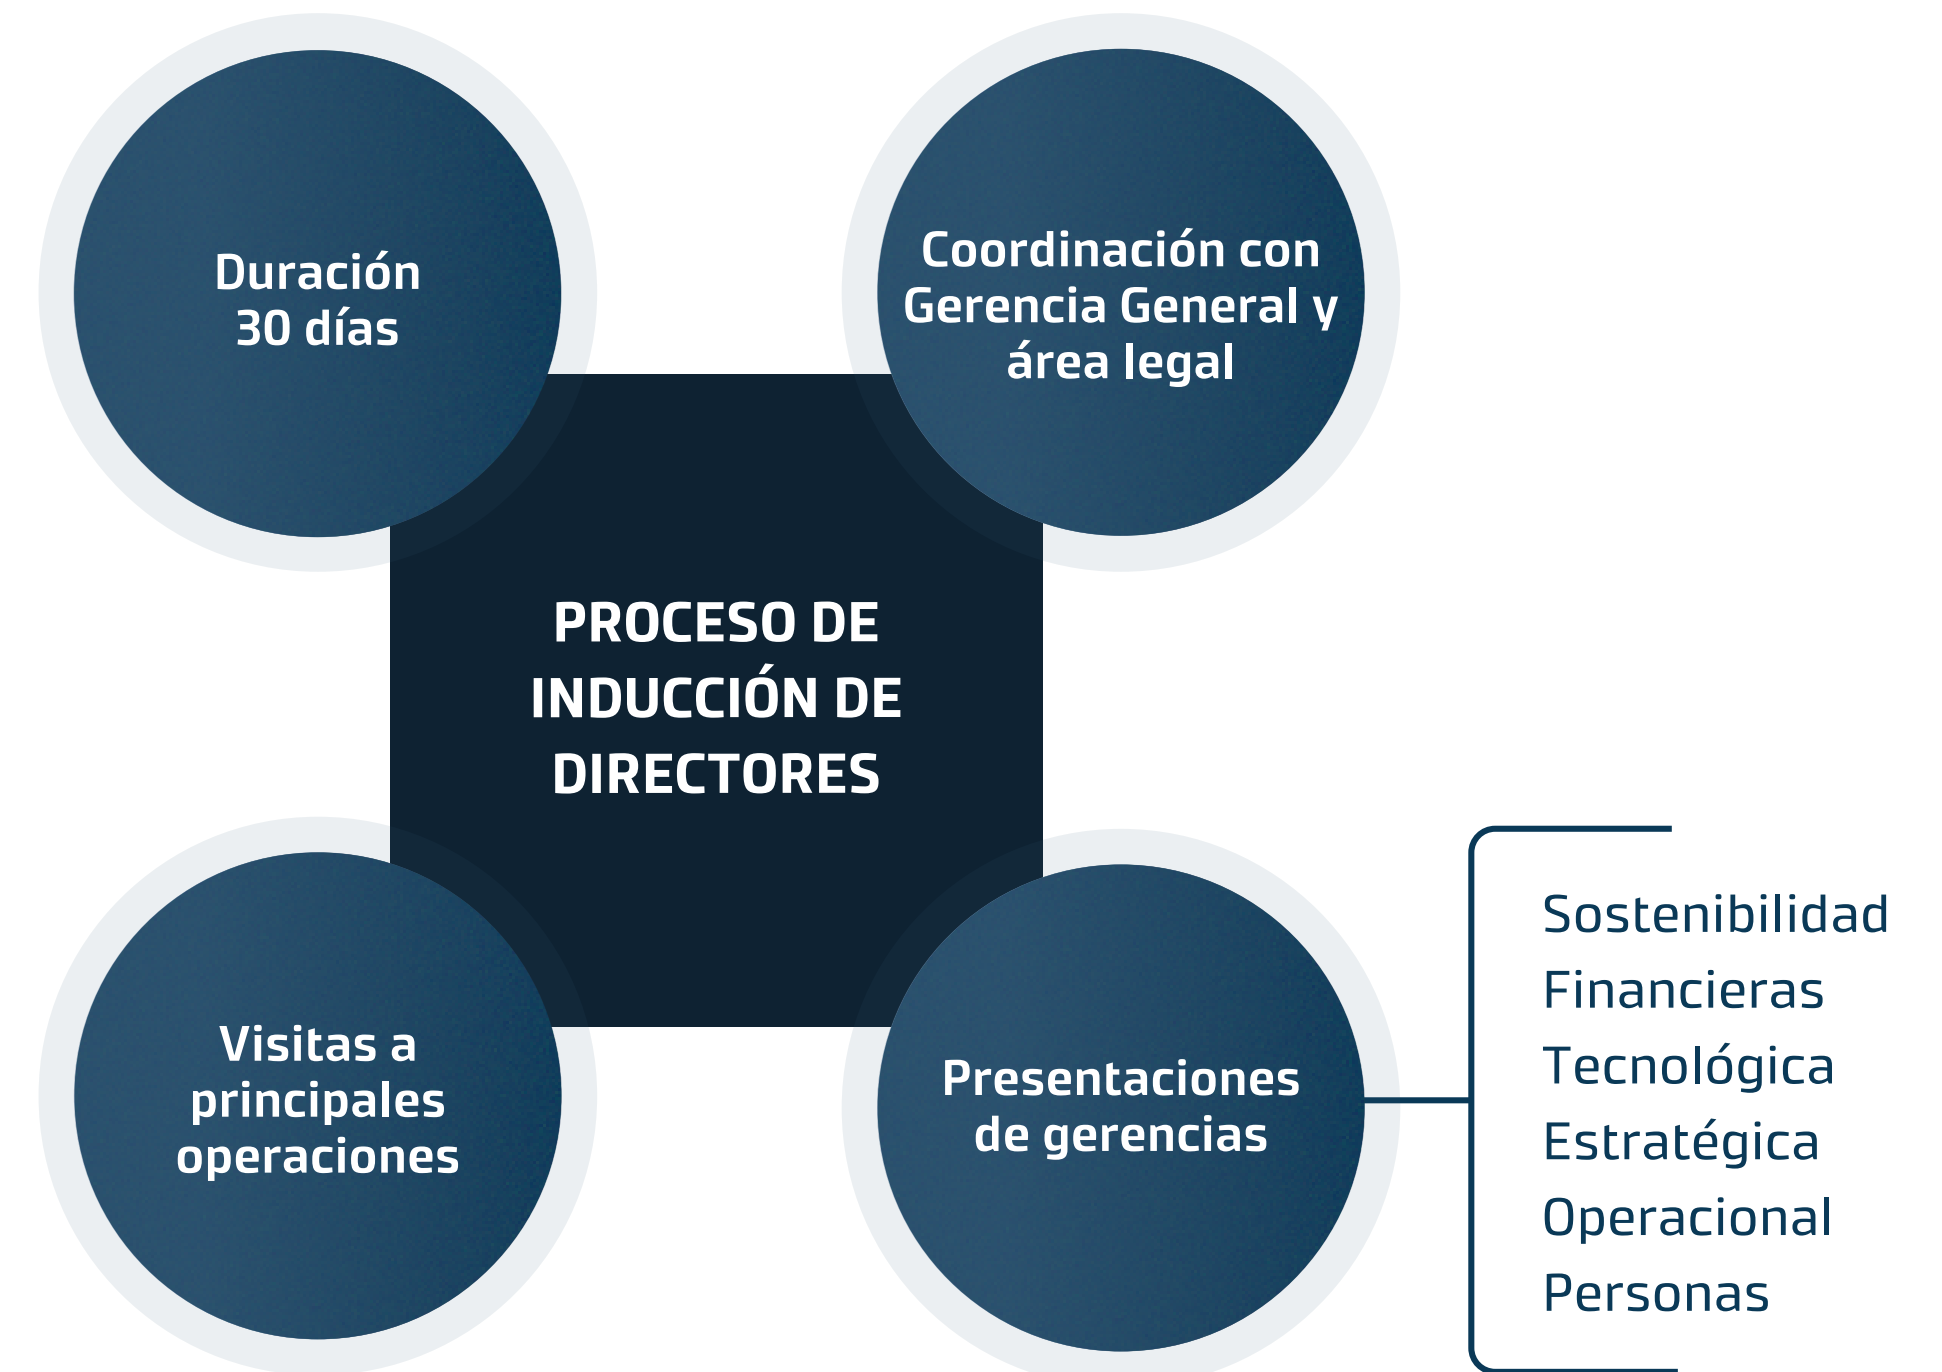 Duración
30 días
Coordinación con
Gerencia General y
área legal
PROCESO DE
INDUCCIÓN DE
DIRECTORES
Visitas a
principales
operaciones
Presentaciones
de gerencias
Sostenibilidad
Financieras
Tecnológica
Estratégica
Operacional
Personas